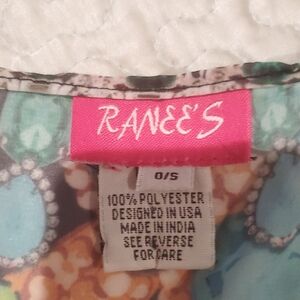 RANEE'S
O/S
100% POLYESTER
DESIGNED IN USA
MADE IN INDIA
SEE REVERSE
FOR CARE